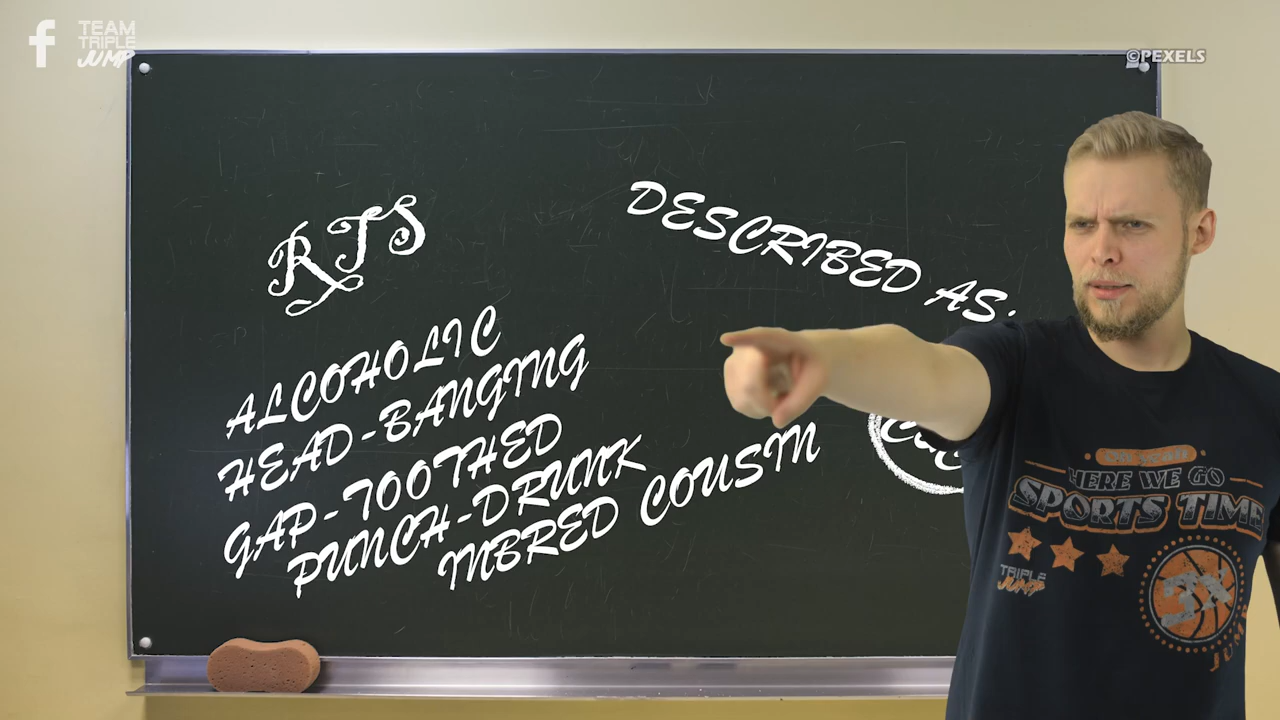 TEAM
TRIPLE
JUMP
©PEXELS
RTS
DESCRIBED AS:
ALCOHOLIC
HEAD-BANGING
GAP-TOOTHED
PUNCH-DRUNK
INBRED COUSIN
HERE WE GO
SPORTS TIME
TRIPLE
JUMP
JUMP